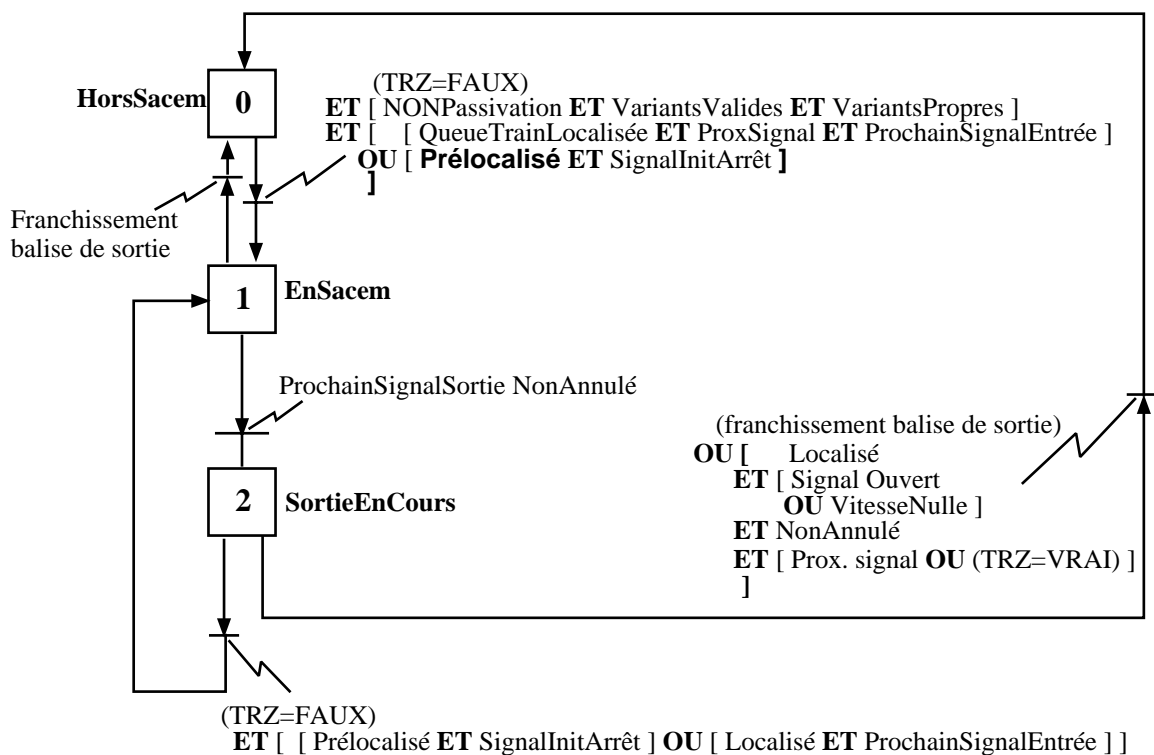 (TRZ=FAUX)
HorsSacem
0
ET [ NONPassivation ET VariantsValides ET VariantsPropres ]
ET [ [ QueueTrainLocalisée ET ProxSignal ET ProchainSignalEntrée ]
OU [ Prélocalisé ET SignalInitArrêt ]
]
Franchissement
balise de sortie
1
EnSacem
ProchainSignalSortie NonAnnulé
(franchissement balise de sortie)
OU [ Localisé
ET [ Signal Ouvert
OU VitesseNulle ]
ET NonAnnulé
ET [ Prox. signal OU (TRZ=VRAI) ]
]
2
SortieEnCours
(TRZ=FAUX)
ET [ [ Prélocalisé ET SignalInitArrêt ] OU [ Localisé ET ProchainSignalEntrée ] ]